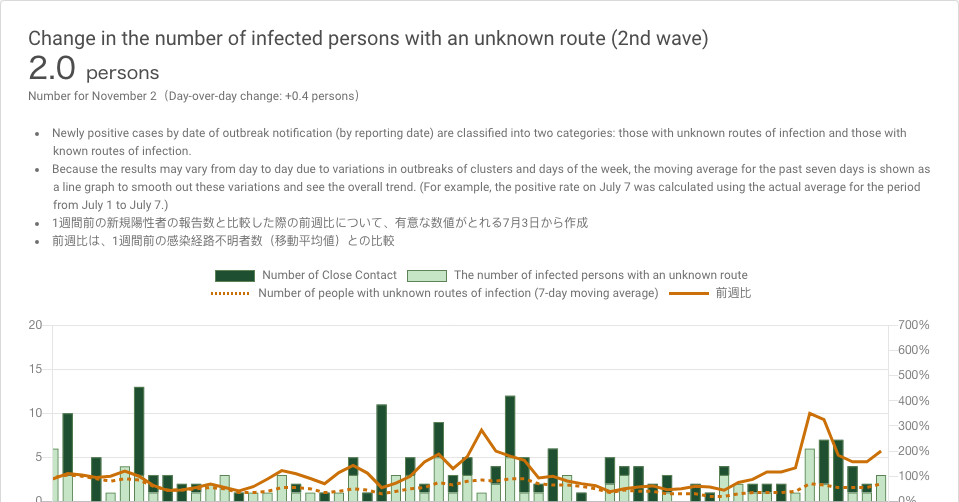 Change in the number of infected persons with an unknown route (2nd wave)
2.0 persons
Number for November 2（Day-over-day change: +0.4 persons）
Newly positive cases by date of outbreak notification (by reporting date) are classified into two categories: those with unknown routes of infection and those with
known routes of infection.
Because the results may vary from day to day due to variations in outbreaks of clusters and days of the week, the moving average for the past seven days is shown as
a line graph to smooth out these variations and see the overall trend. (For example, the positive rate on July 7 was calculated using the actual average for the period
from July 1 to July 7.)
1週間前の新規陽性者の報告数と比較した際の前週比について、有意な数値がとれる7月3日から作成
前週比は、1週間前の感染経路不明者数（移動平均値）との比較
Number of Close Contact The number of infected persons with an unknown route
Number of people with unknown routes of infection (7-day moving average) 前週比
20 700%
600%
15 500%
400%
10 300%
5 200%
100%
0 0%